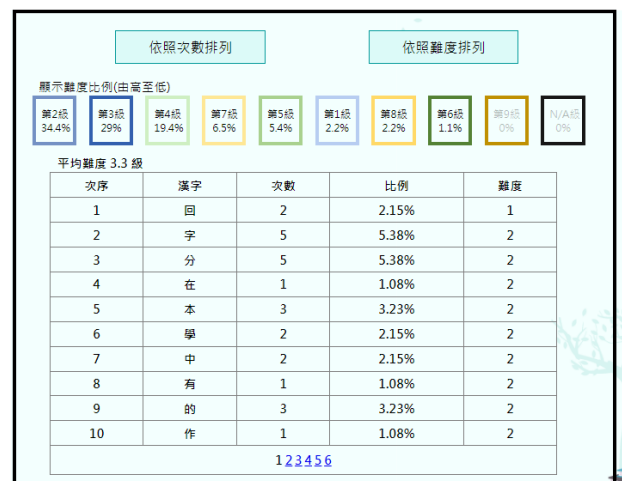 依照次數排列 依照難度排列
顯示難度比例(由高至低)
第2級 第3級 第4級 第7級 第5級 第1級 第8級 第6級 第9級 N/A級
34.4% 29% 19.4% 6.5% 5.4% 2.2% 2.2% 1.1% 0% 0%
平均難度 3.3 級
次序 漢字 次數 比例 難度
1 回 2 2.15% 1
2 字 5 5.38% 2
3 分 5 5.38% 2
4 在 1 1.08% 2
5 本 3 3.23% 2
6 學 2 2.15% 2
7 中 2 2.15% 2
8 有 1 1.08% 2
9 的 3 3.23% 2
10 作 1 1.08% 2
1 2 3 4 5 6